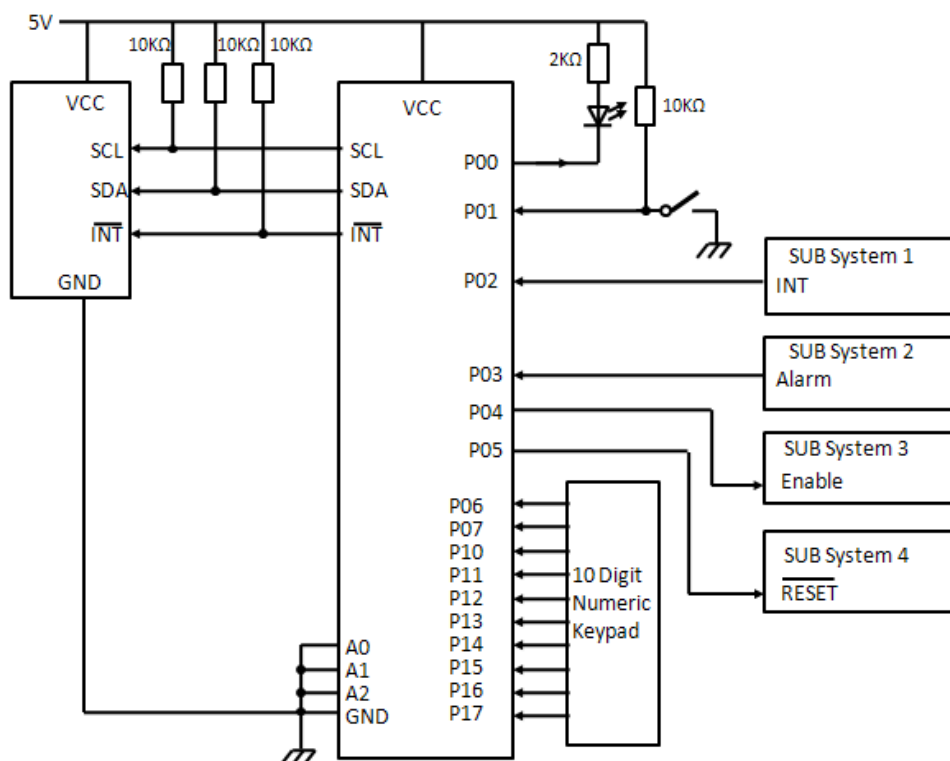 5V
10KΩ
10KΩ
10KΩ
2KΩ
10KΩ
VCC
SCL
SDA
INT
GND
VCC
SCL
SDA
INT
A0
A1
A2
GND
P00
P01
P02
P03
P04
P05
P06
P07
P10
P11
P12
P13
P14
P15
P16
P17
10 Digit
Numeric
Keypad
SUB System 1
INT
SUB System 2
Alarm
SUB System 3
Enable
SUB System 4
RESET